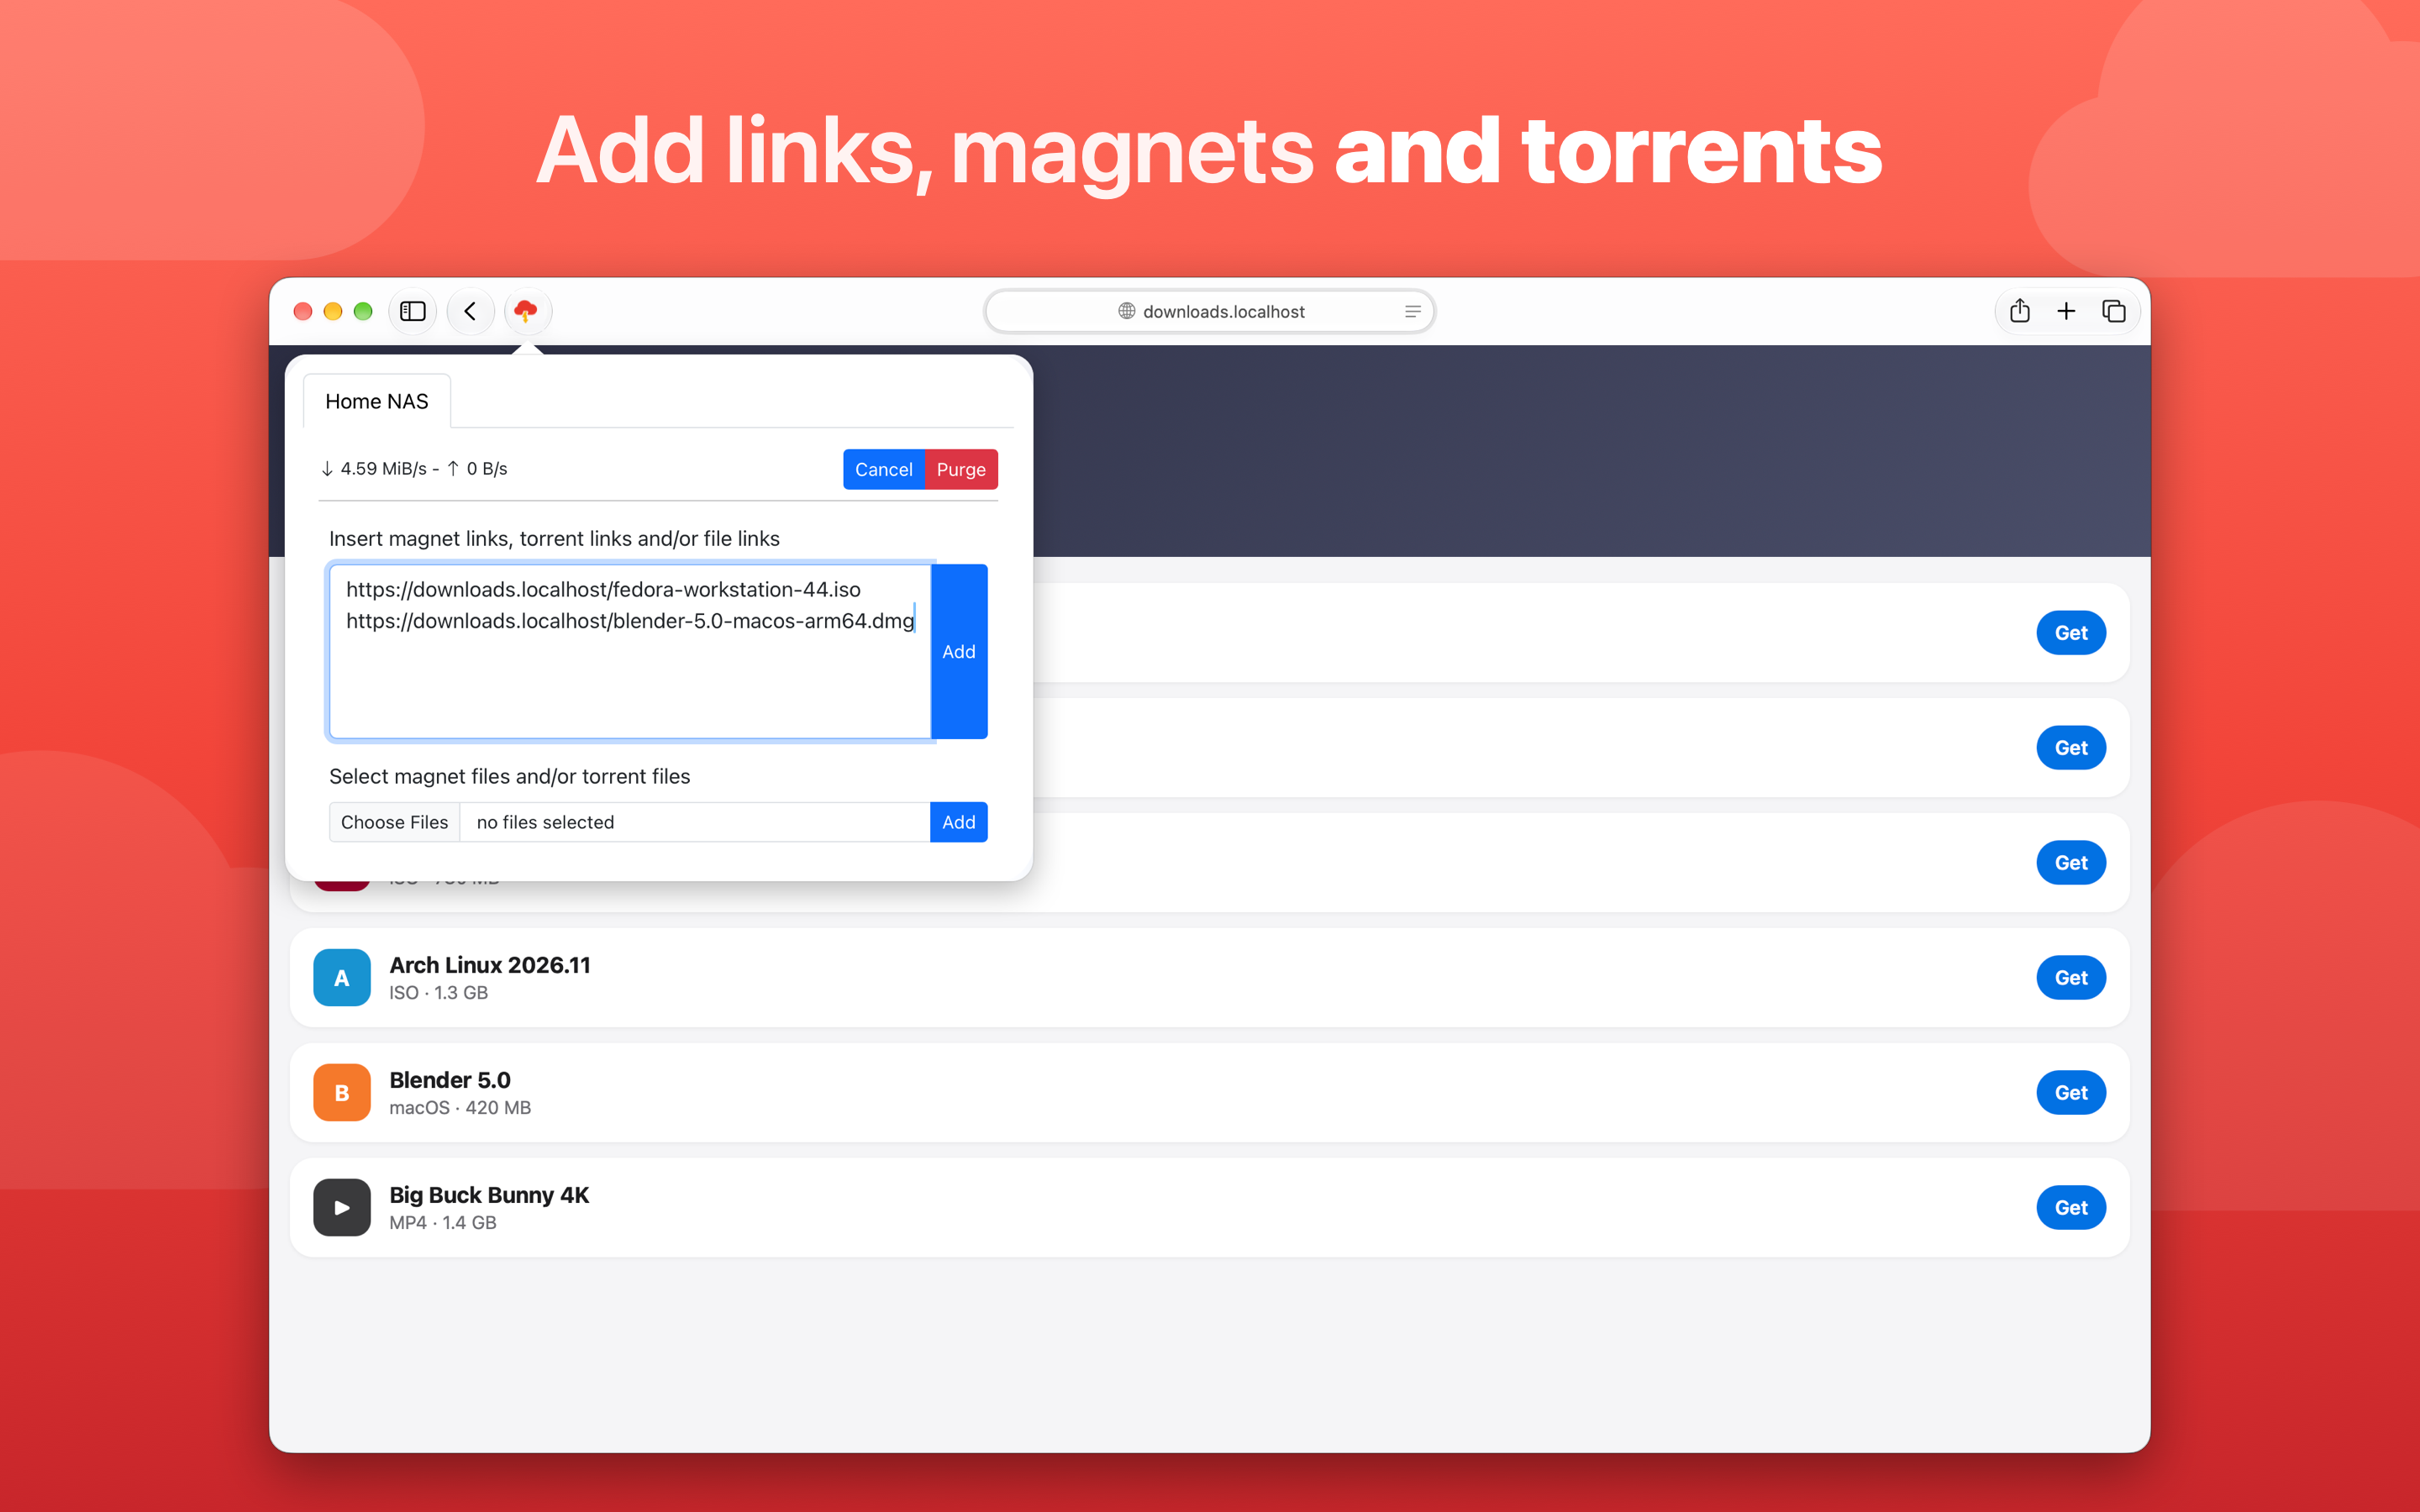 Add links, magnets and torrents
downloads.localhost
Home NAS
↓ 4.59 MiB/s - ↑ 0 B/s
Cancel
Purge
Insert magnet links, torrent links and/or file links
https://downloads.localhost/fedora-workstation-44.iso
https://downloads.localhost/blender-5.0-macos-arm64.dmg
Add
Select magnet files and/or torrent files
Choose Files
no files selected
Add
Get
Get
Get
A
Arch Linux 2026.11
ISO · 1.3 GB
Get
B
Blender 5.0
macOS · 420 MB
Get
Big Buck Bunny 4K
MP4 · 1.4 GB
Get